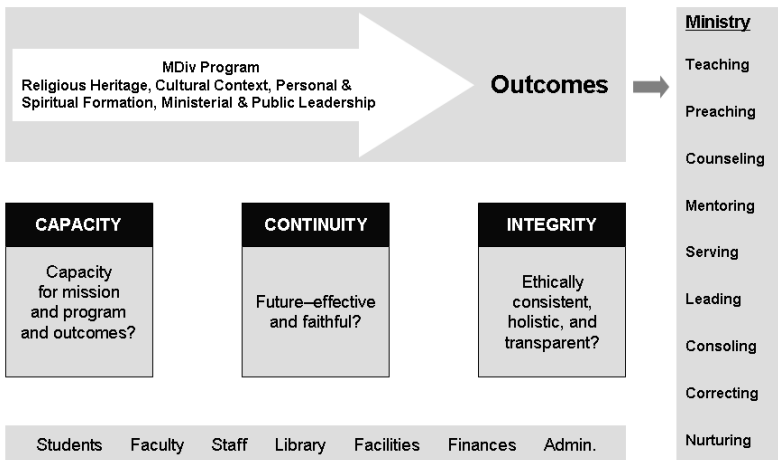 MDiv Program
Religious Heritage, Cultural Context, Personal &
Spiritual Formation, Ministerial & Public Leadership
Outcomes
CAPACITY
Capacity
for mission
and program
and outcomes?
CONTINUITY
Future–effective
and faithful?
INTEGRITY
Ethically
consistent,
holistic, and
transparent?
Students Faculty Staff Library Facilities Finances Admin.
Ministry
Teaching
Preaching
Counseling
Mentoring
Serving
Leading
Consoling
Correcting
Nurturing